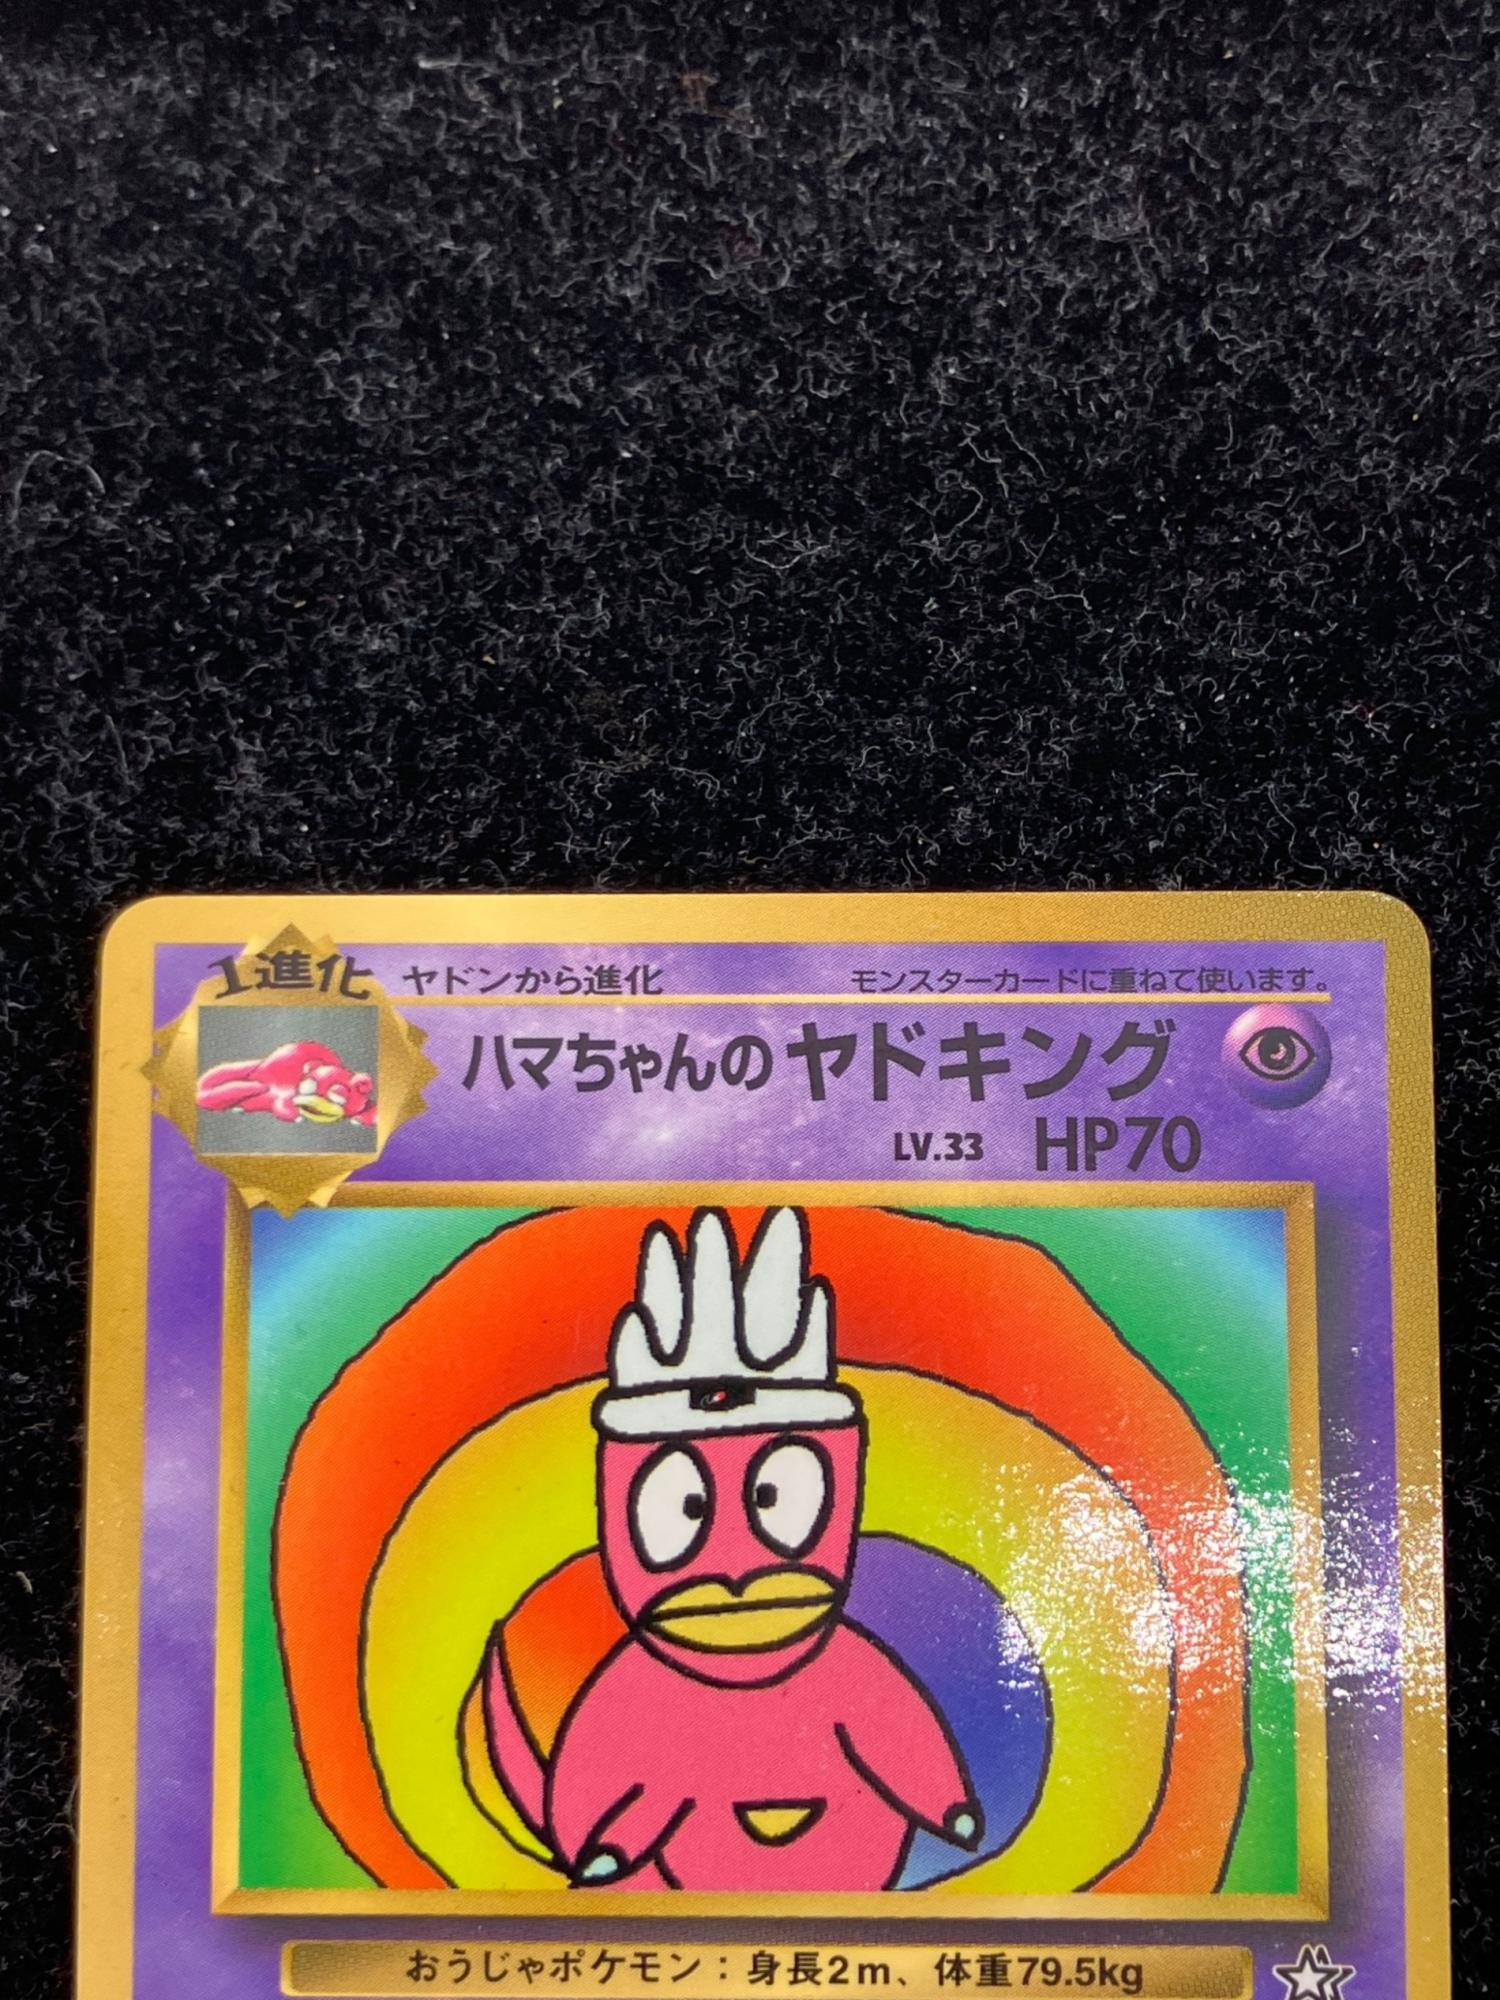 1進化
ヤドンから進化
モンスターカードに重ねて使います。
ハマちゃんのヤドキング
LV.33 HP70
おうじゃポケモン：身長2m、体重79.5kg